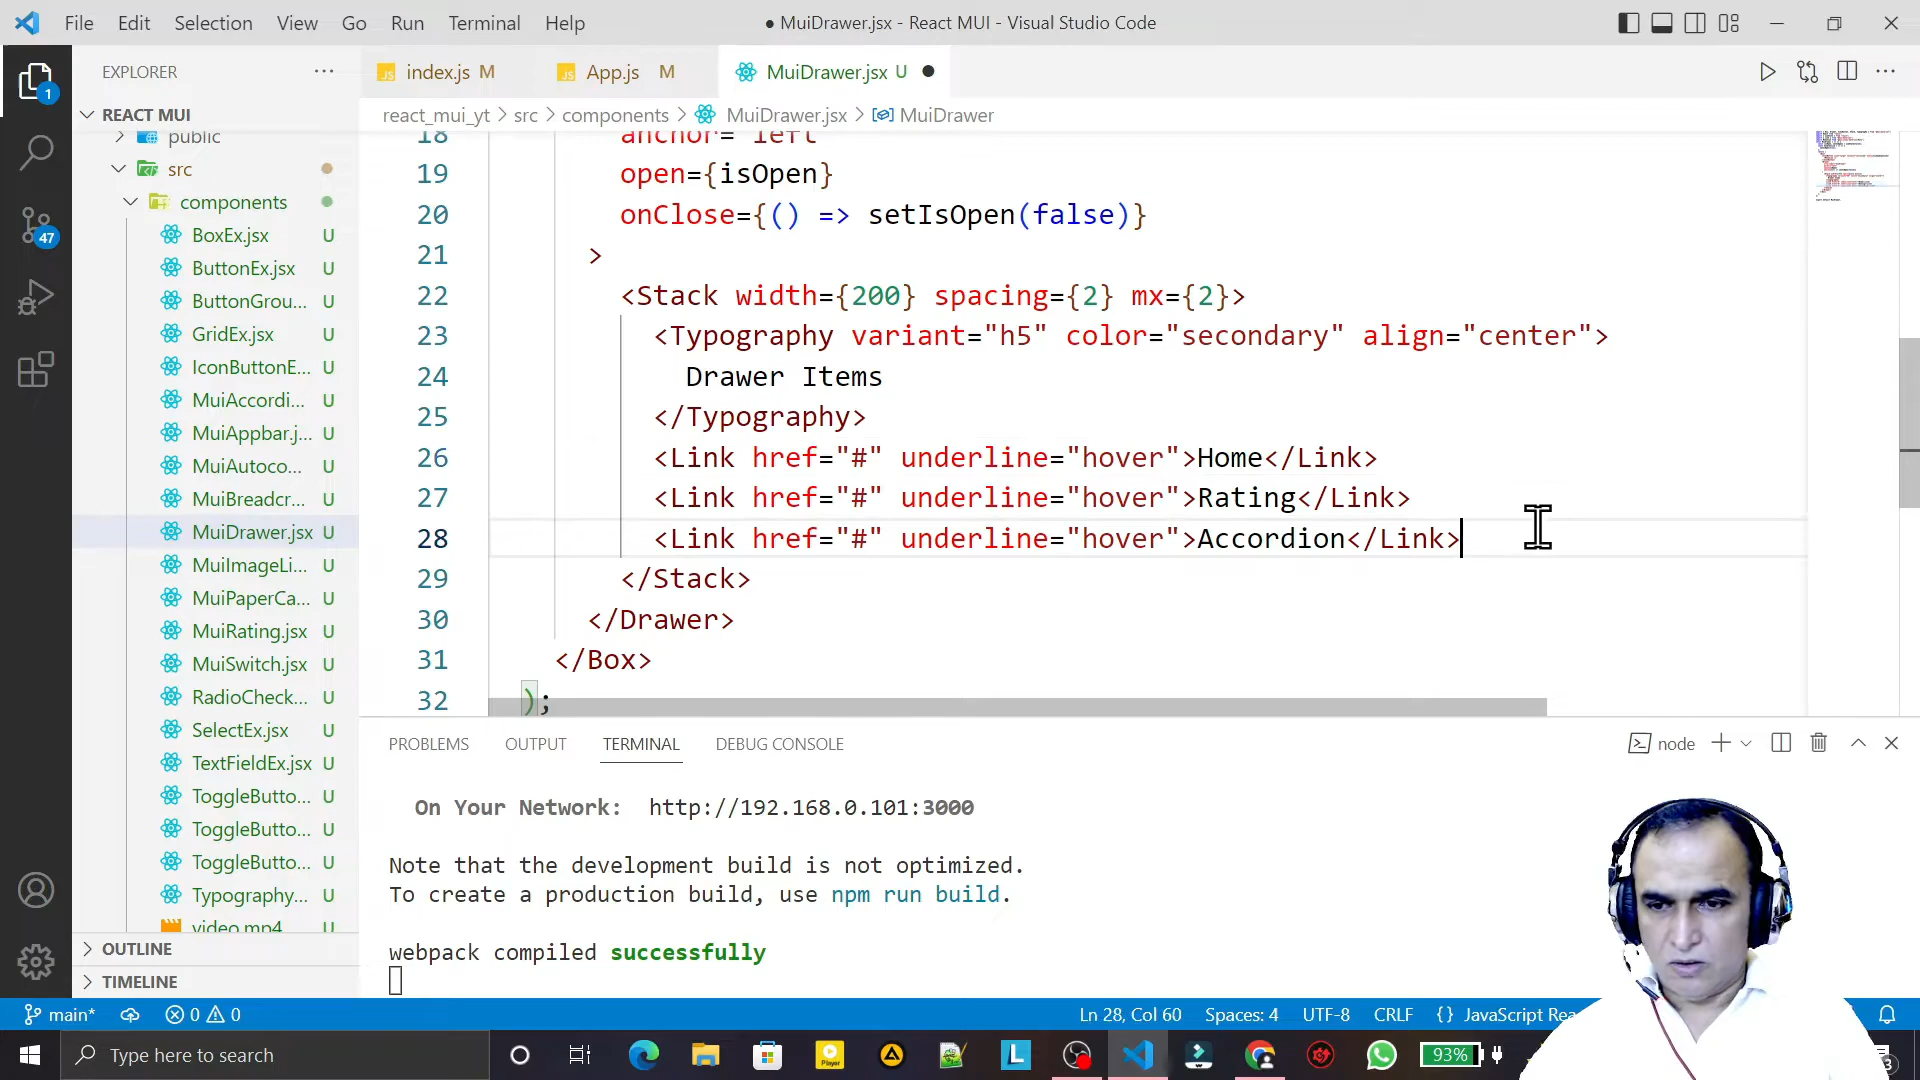 File Edit Selection View Go Run Terminal Help
● MuiDrawer.jsx - React MUI - Visual Studio Code
EXPLORER
index.js M
App.js M
MuiDrawer.jsx U
REACT MUI
react_mui_yt > src > components > MuiDrawer.jsx > MuiDrawer
public
src
components
BoxEx.jsx U
ButtonEx.jsx U
ButtonGrou... U
GridEx.jsx U
IconButtonE... U
MuiAccordi... U
MuiAppbar.j... U
MuiAutoco... U
MuiBreadcr... U
MuiDrawer.jsx U
MuiImageLi... U
MuiPaperCa... U
MuiRating.jsx U
MuiSwitch.jsx U
RadioCheck... U
SelectEx.jsx U
TextFieldEx.jsx U
ToggleButto... U
ToggleButto... U
ToggleButto... U
Typography... U
video.mp4 U
OUTLINE
TIMELINE
1
47
18 anchor="left"
19 open={isOpen}
20 onClose={() => setIsOpen(false)}
21 >
22 <Stack width={200} spacing={2} mx={2}>
23 <Typography variant="h5" color="secondary" align="center">
24 Drawer Items
25 </Typography>
26 <Link href="#" underline="hover">Home</Link>
27 <Link href="#" underline="hover">Rating</Link>
28 <Link href="#" underline="hover">Accordion</Link>
29 </Stack>
30 </Drawer>
31 </Box>
32 );
PROBLEMS OUTPUT TERMINAL DEBUG CONSOLE
node
On Your Network: http://192.168.0.101:3000
Note that the development build is not optimized.
To create a production build, use npm run build.
webpack compiled successfully
main* 0 0
Ln 28, Col 60 Spaces: 4 UTF-8 CRLF {} JavaScript Rea
Type here to search
Player
L
93%
3